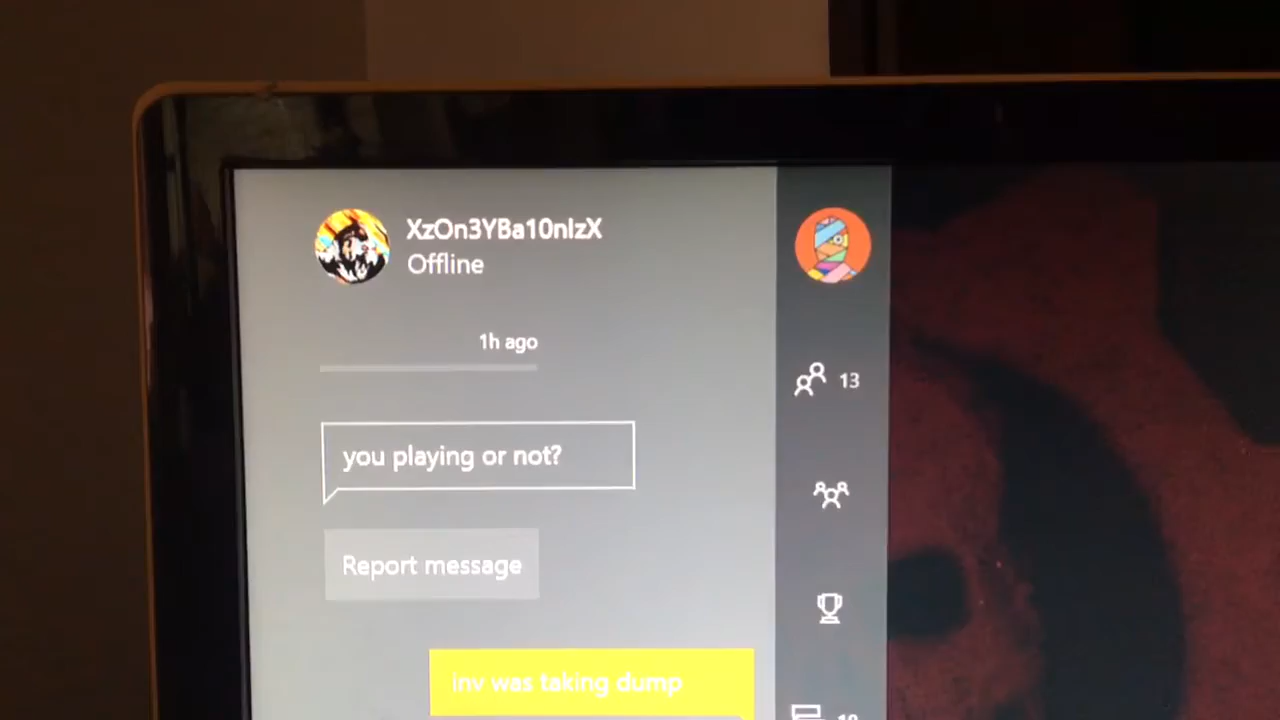 XzOn3YBa10nIzX
Offline
1h ago
13
you playing or not?
Report message
inv was taking dump